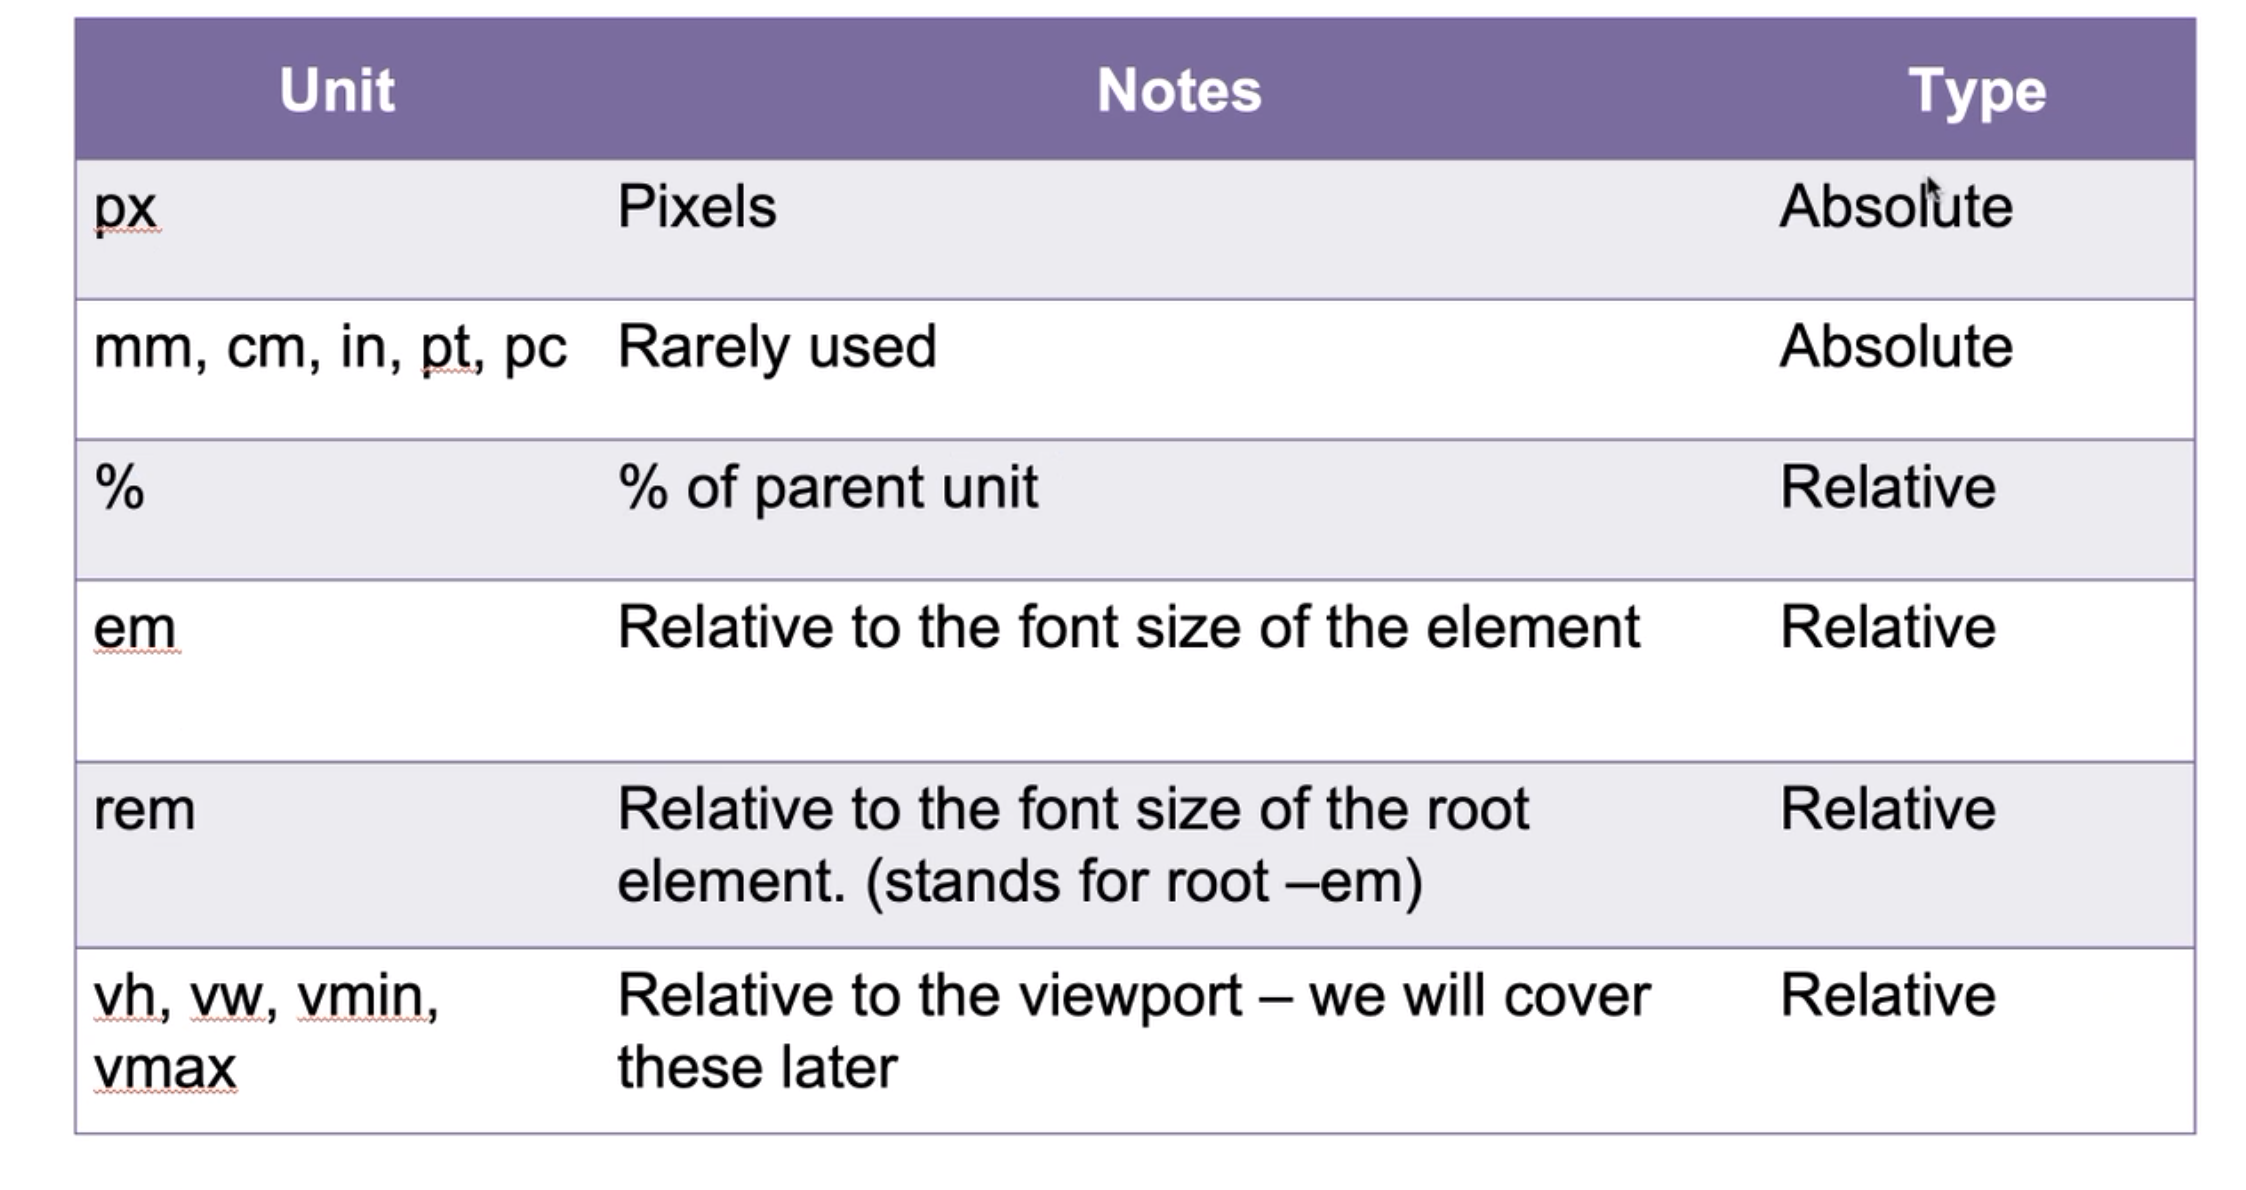 Unit Notes Type
px Pixels Absolute
mm, cm, in, pt, pc Rarely used Absolute
% % of parent unit Relative
em Relative to the font size of the element Relative
rem Relative to the font size of the root Relative
element. (stands for root –em)
vh, vw, vmin, Relative to the viewport – we will cover Relative
vmax these later